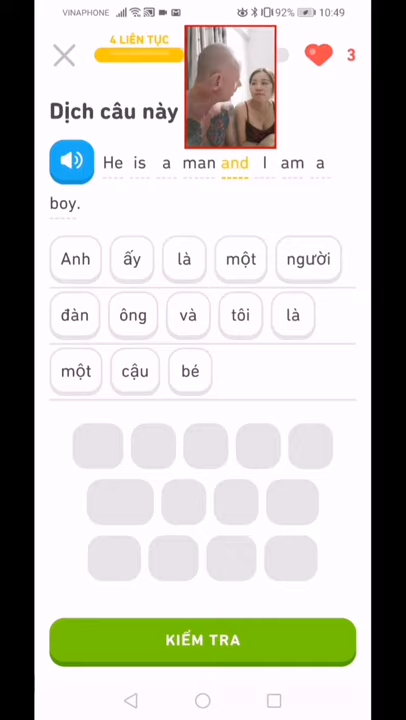 VINAPHONE 92% 10:49
4 LIÊN TỤC
3
Dịch câu này
He is a man and I am a
boy.
Anh ấy là một người
đàn ông và tôi là
một cậu bé
KIỂM TRA